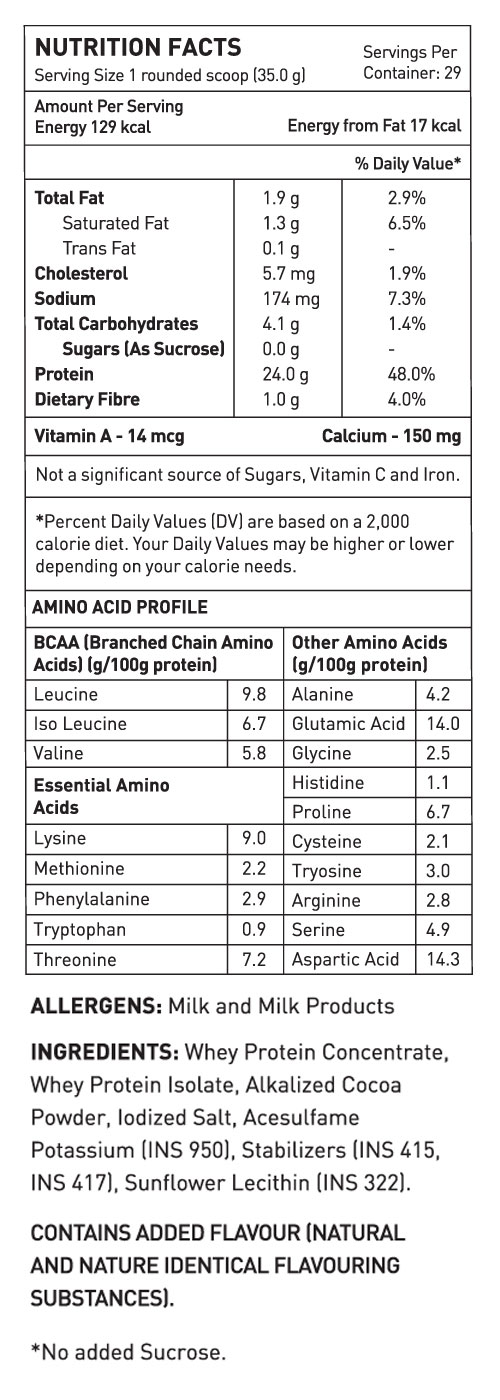 NUTRITION FACTS
Serving Size 1 rounded scoop (35.0 g)
Servings Per
Container: 29
Amount Per Serving
Energy 129 kcal
Energy from Fat 17 kcal
% Daily Value*
Total Fat 1.9 g 2.9%
Saturated Fat 1.3 g 6.5%
Trans Fat 0.1 g -
Cholesterol 5.7 mg 1.9%
Sodium 174 mg 7.3%
Total Carbohydrates 4.1 g 1.4%
Sugars (As Sucrose) 0.0 g -
Protein 24.0 g 48.0%
Dietary Fibre 1.0 g 4.0%
Vitamin A - 14 mcg Calcium - 150 mg
Not a significant source of Sugars, Vitamin C and Iron.
*Percent Daily Values (DV) are based on a 2,000
calorie diet. Your Daily Values may be higher or lower
depending on your calorie needs.
AMINO ACID PROFILE
BCAA (Branched Chain Amino
Acids) (g/100g protein)
Leucine 9.8
Iso Leucine 6.7
Valine 5.8
Essential Amino
Acids
Lysine 9.0
Methionine 2.2
Phenylalanine 2.9
Tryptophan 0.9
Threonine 7.2
Other Amino Acids
(g/100g protein)
Alanine 4.2
Glutamic Acid 14.0
Glycine 2.5
Histidine 1.1
Proline 6.7
Cysteine 2.1
Tryosine 3.0
Arginine 2.8
Serine 4.9
Aspartic Acid 14.3
ALLERGENS: Milk and Milk Products
INGREDIENTS: Whey Protein Concentrate,
Whey Protein Isolate, Alkalized Cocoa
Powder, Iodized Salt, Acesulfame
Potassium (INS 950), Stabilizers (INS 415,
INS 417), Sunflower Lecithin (INS 322).
CONTAINS ADDED FLAVOUR (NATURAL
AND NATURE IDENTICAL FLAVOURING
SUBSTANCES).
*No added Sucrose.